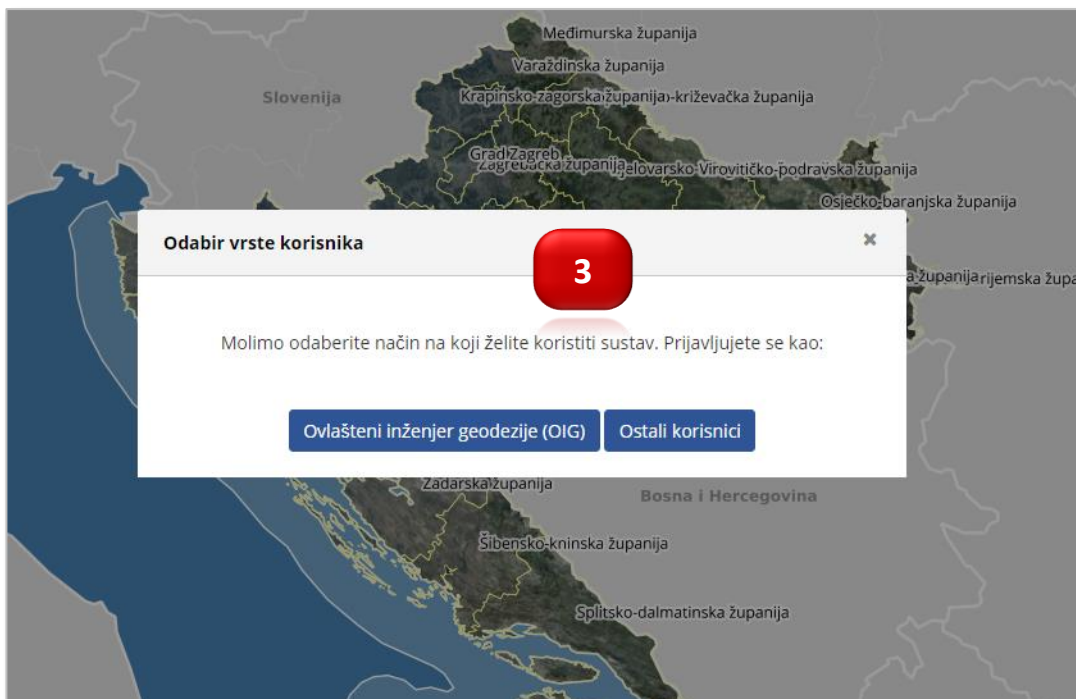 Međimurska županija
Varaždinska županija
Slovenija
Krapinsko-zagorska županija
o-križevačka županija
Grad Zagreb
Zagrebačka županija
elovarsko-
Virovitičko-podravska županija
Osječko-baranjska županija
Odabir vrste korisnika
3
a županija
rijemska župa
Molimo odaberite način na koji želite koristiti sustav. Prijavljujete se kao:
Ovlašteni inženjer geodezije (OIG)
Ostali korisnici
Zadarska županija
Bosna i Hercegovina
Šibensko-kninska županija
Splitsko-dalmatinska županija